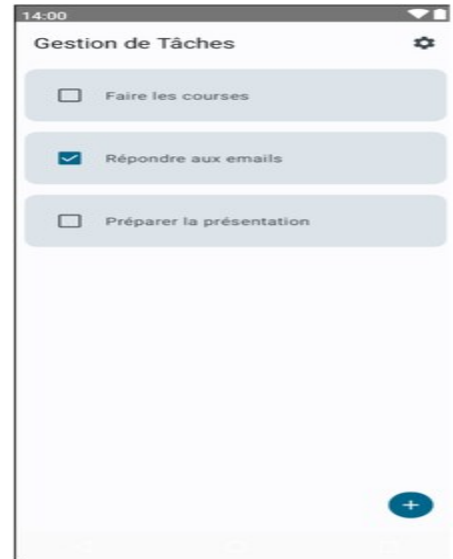 14:00
Gestion de Tâches
Faire les courses
Répondre aux emails
Préparer la présentation